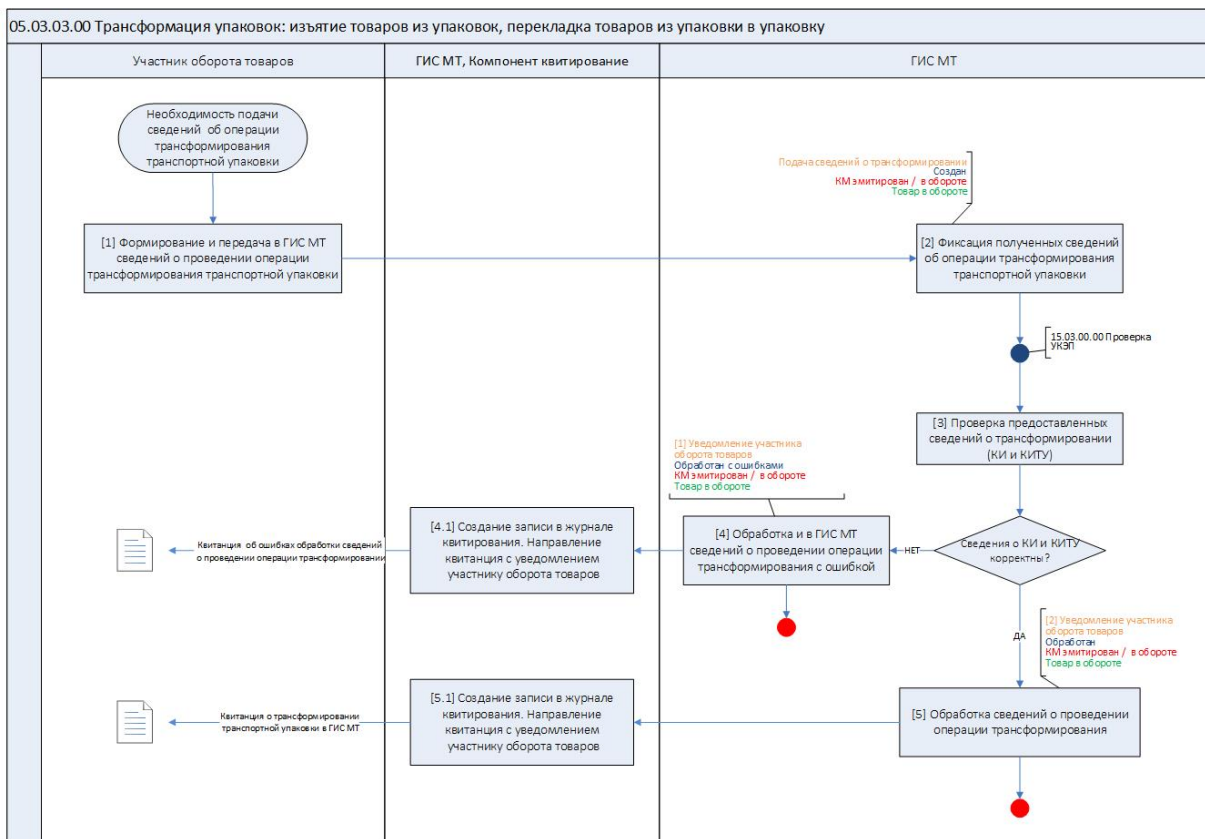 05.03.03.00 Трансформация упаковок: изъятие товаров из упаковок, перекладка товаров из упаковки в упаковку
Участник оборота товаров
ГИС МТ, Компонент квитирование
ГИС МТ
Необходимость подачи
сведений об операции
трансформирования
транспортной упаковки
Подача сведений о трансформировании
Создан
КМ эмитирован / в обороте
Товар в обороте
[1] Формирование и передача в ГИС МТ
сведений о проведении операции
трансформирования транспортной упаковки
[2] Фиксация полученных сведений
об операции трансформирования
транспортной упаковки
15.03.00.00 Проверка
УКЭП
[3] Проверка предоставленных
сведений о трансформировании
(КИ и КИТУ)
[1] Уведомление участника
оборота товаров
Обработан с ошибками
КМ эмитирован / в обороте
Товар в обороте
Квитанция об ошибках обработки сведений
о проведении операции трансформировании
[4.1] Создание записи в журнале
квитирования. Направление
квитанция с уведомлением
участнику оборота товаров
[4] Обработка и в ГИС МТ
сведений о проведении операции
трансформирования с ошибкой
НЕТ
Сведения о КИ и КИТУ
корректны?
ДА
[2] Уведомление участника
оборота товаров
Обработан
КМ эмитирован / в обороте
Товар в обороте
Квитанция о трансформировании
транспортной упаковки в ГИС МТ
[5.1] Создание записи в журнале
квитирования. Направление
квитанция с уведомлением
участнику оборота товаров
[5] Обработка сведений о проведении
операции трансформирования